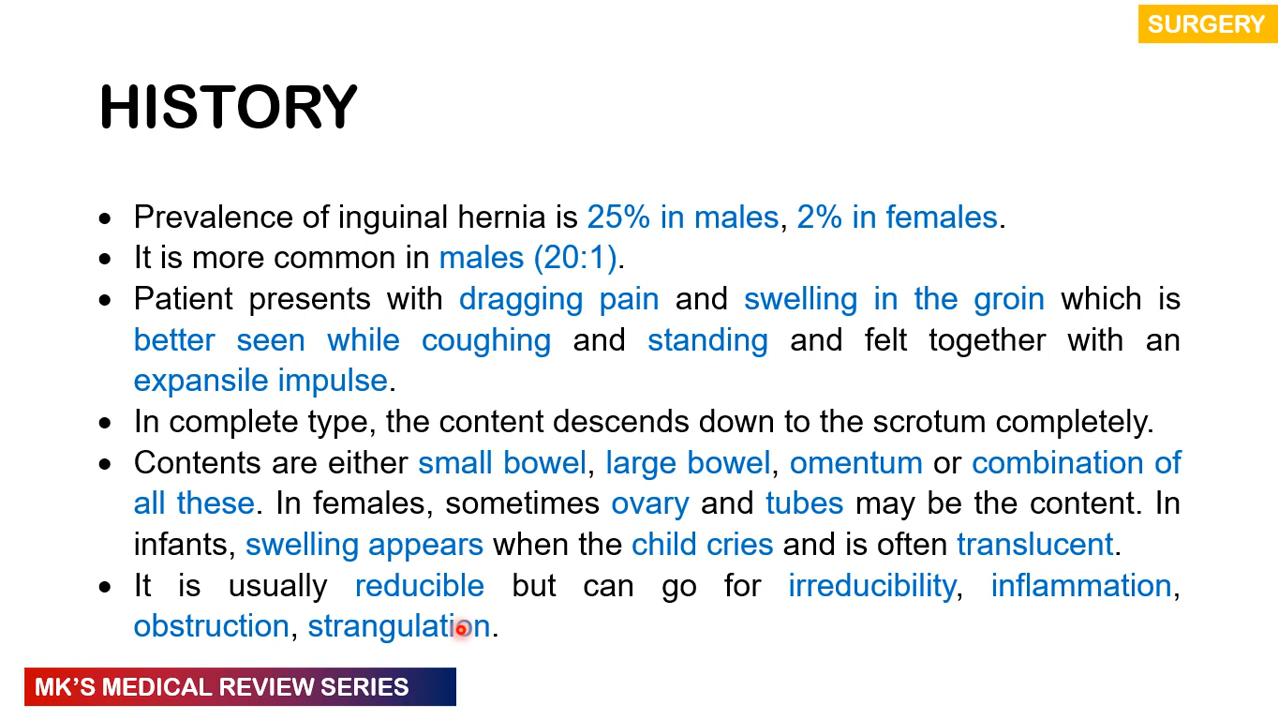 SURGERY
HISTORY
• Prevalence of inguinal hernia is 25% in males, 2% in females.
• It is more common in males (20:1).
• Patient presents with dragging pain and swelling in the groin which is
better seen while coughing and standing and felt together with an
expansile impulse.
• In complete type, the content descends down to the scrotum completely.
• Contents are either small bowel, large bowel, omentum or combination of
all these. In females, sometimes ovary and tubes may be the content. In
infants, swelling appears when the child cries and is often translucent.
• It is usually reducible but can go for irreducibility, inflammation,
obstruction, strangulation.
MK’S MEDICAL REVIEW SERIES